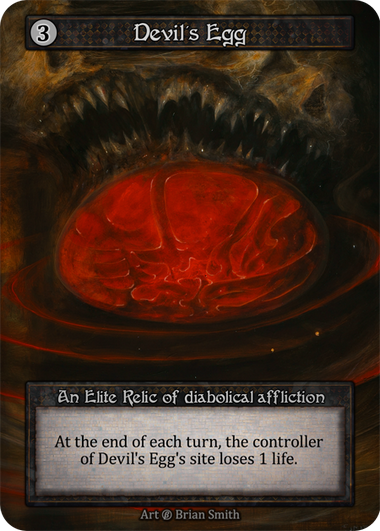 3
Devil's Egg
An Elite Relic of diabolical affliction
At the end of each turn, the controller
of Devil's Egg's site loses 1 life.
Art @ Brian Smith